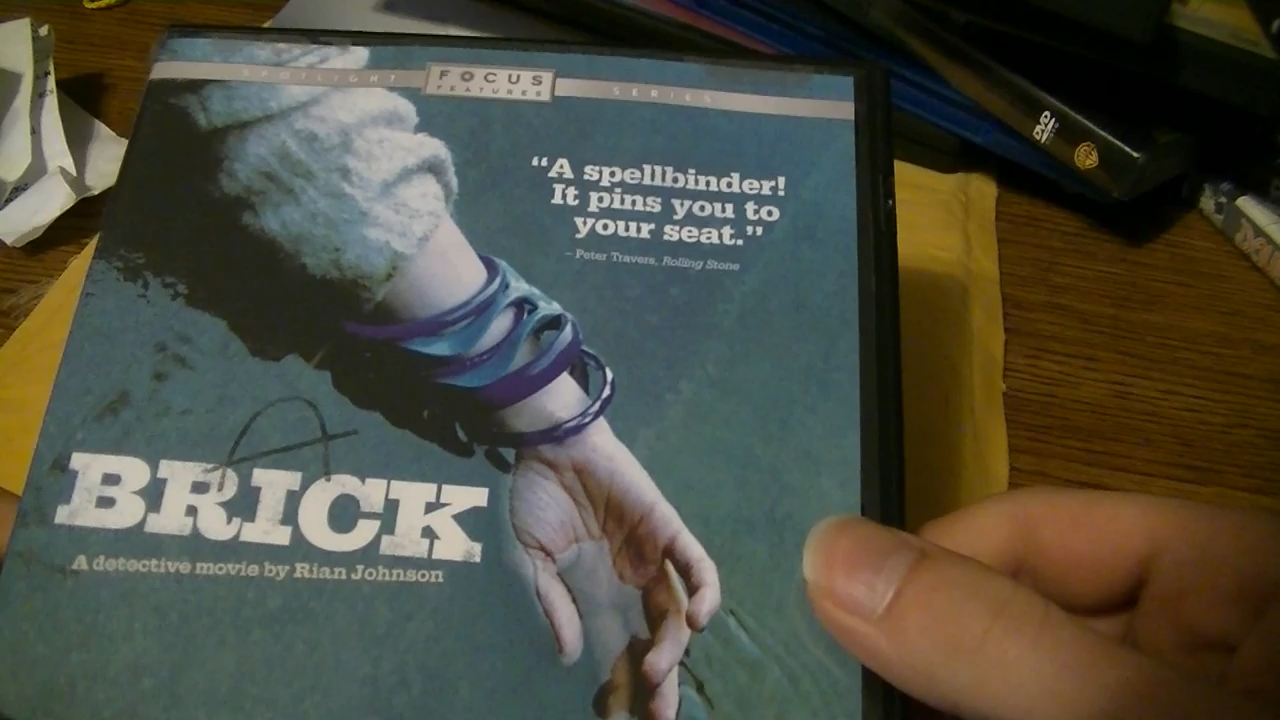 SPOTLIGHT FOCUS FEATURES SERIES
“A spellbinder!
It pins you to
your seat.”
– Peter Travers, Rolling Stone
BRICK
A detective movie by Rian Johnson
DVD